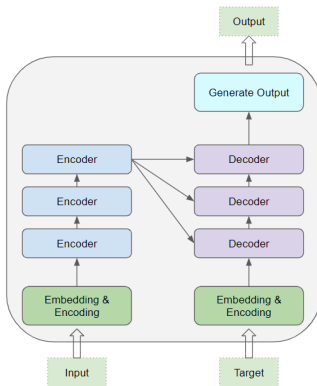 Output
Generate Output
Encoder
Decoder
Encoder
Decoder
Encoder
Decoder
Embedding &
Encoding
Embedding &
Encoding
Input
Target